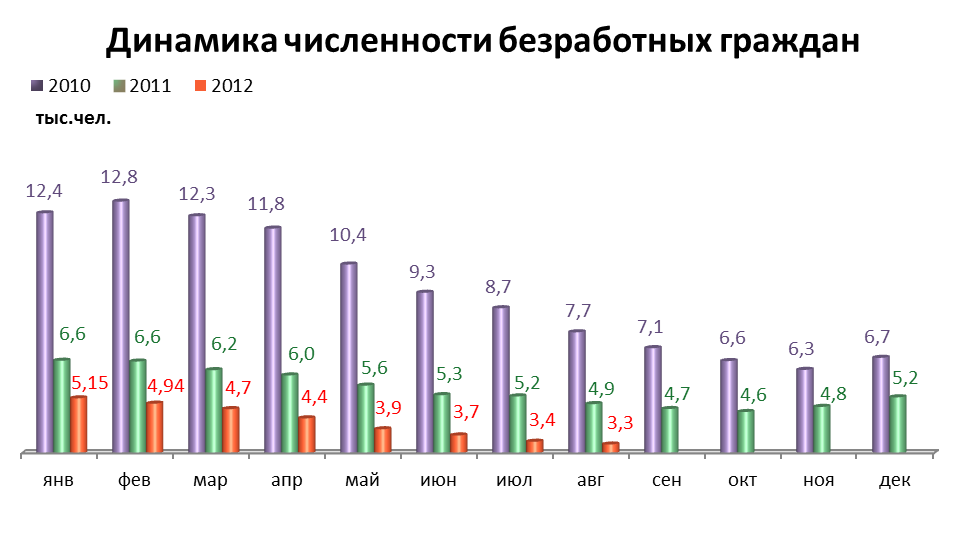 Динамика численности безработных граждан
2010 2011 2012
тыс.чел.
12,4 12,8 12,3 11,8 10,4 9,3 8,7 7,7 7,1 6,6 6,3 6,7
6,6 6,6 6,2 6,0 5,6 5,3 5,2 4,9 4,7 4,6 4,8 5,2
5,15 4,94 4,7 4,4 3,9 3,7 3,4 3,3
янв фев мар апр май июн июл авг сен окт ноя дек